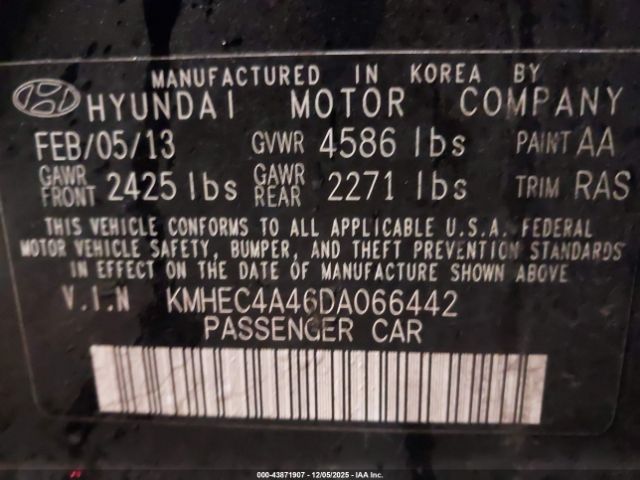 MANUFACTURED IN KOREA BY
HYUNDAI MOTOR COMPANY
FEB/05/13 GVWR 4586 lbs PAINT AA
GAWR FRONT 2425 lbs GAWR REAR 2271 lbs TRIM RAS
THIS VEHICLE CONFORMS TO ALL APPLICABLE U.S.A. FEDERAL
MOTOR VEHICLE SAFETY, BUMPER, AND THEFT PREVENTION STANDARDS
IN EFFECT ON THE DATE OF MANUFACTURE SHOWN ABOVE
V.I.N KMHEC4A46DA066442
PASSENGER CAR
000-43871907 - 12/05/2025 - IAA Inc.